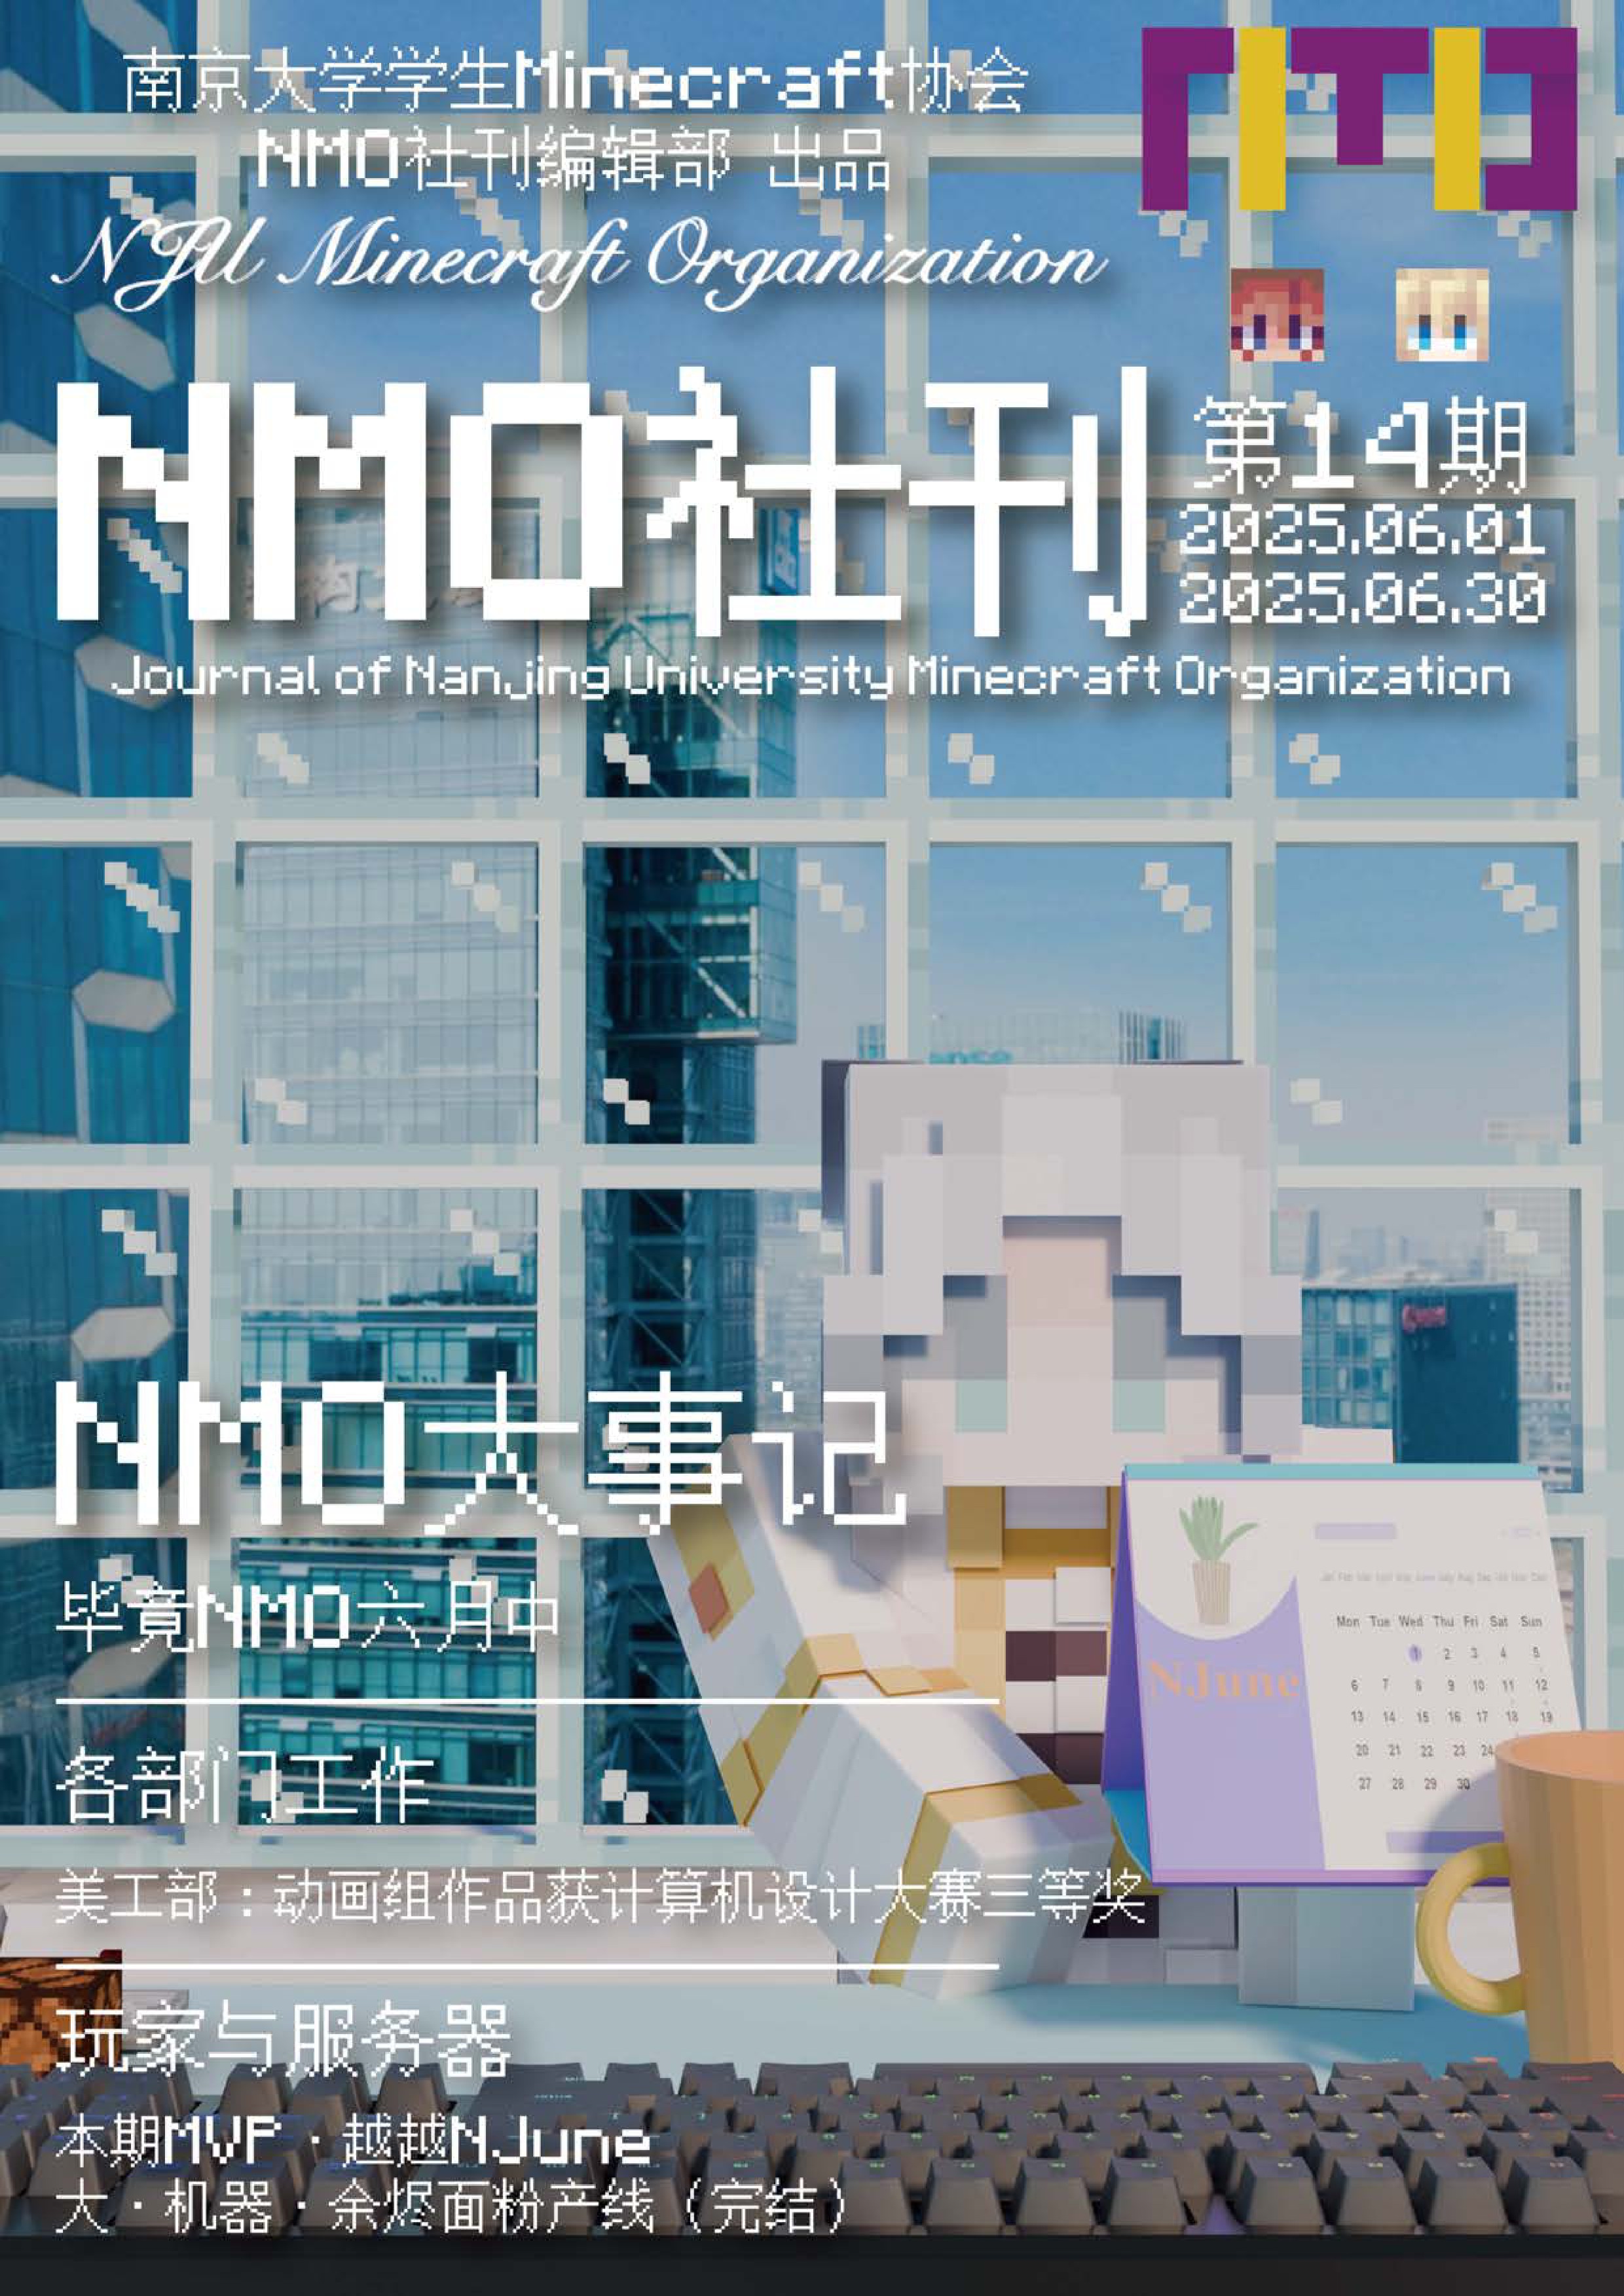 南京大学学生Minecraft协会
NMO社刊编辑部 出品
NJU Minecraft Organization
NMO
NMO社刊
第14期
2025.06.01
2025.06.30
Journal of Nanjing University Minecraft Organization
NMO大事记
毕竟NMO六月中
各部门工作
美工部：动画组作品获计算机设计大赛三等奖
玩家与服务器
本期MVP·越越NJune
大·机器·余烬面粉产线（完结）
NJune
Mon Tue Wed Thu Fri Sat Sun
1 2 3 4 5
6 7 8 9 10 11 12
13 14 15 16 17 18 19
20 21 22 23 24
27 28 29 30